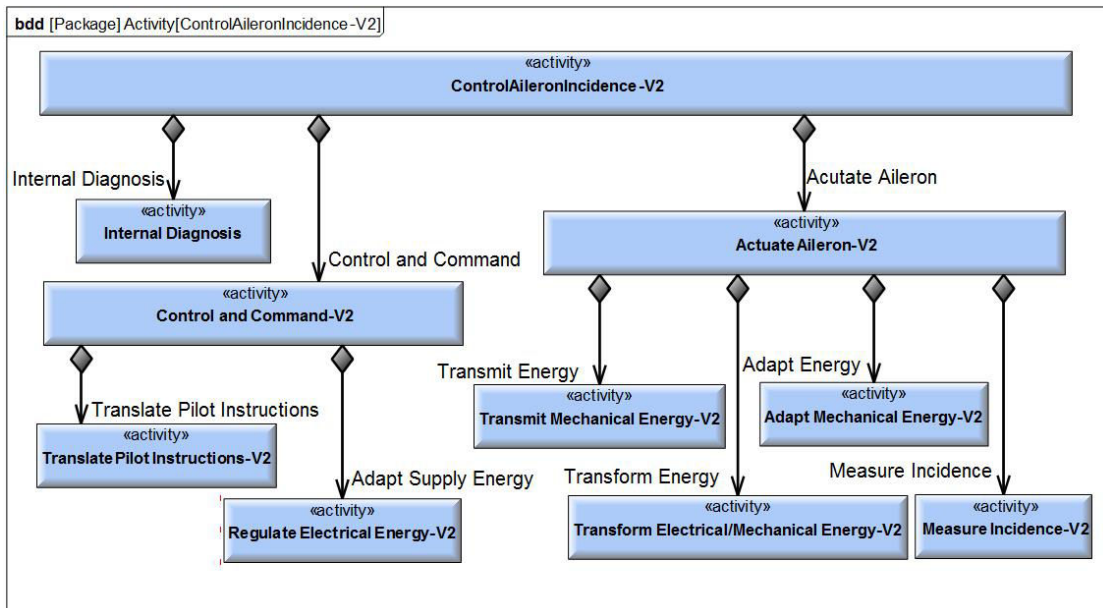 bdd [Package] Activity[ControlAileronIncidence-V2]
«activity»
ControlAileronIncidence-V2
Internal Diagnosis
«activity»
Internal Diagnosis
Control and Command
«activity»
Control and Command-V2
Translate Pilot Instructions
«activity»
Translate Pilot Instructions-V2
Adapt Supply Energy
«activity»
Regulate Electrical Energy-V2
Acutate Aileron
«activity»
Actuate Aileron-V2
Transmit Energy
«activity»
Transmit Mechanical Energy-V2
Transform Energy
«activity»
Transform Electrical/Mechanical Energy-V2
Adapt Energy
«activity»
Adapt Mechanical Energy-V2
Measure Incidence
«activity»
Measure Incidence-V2